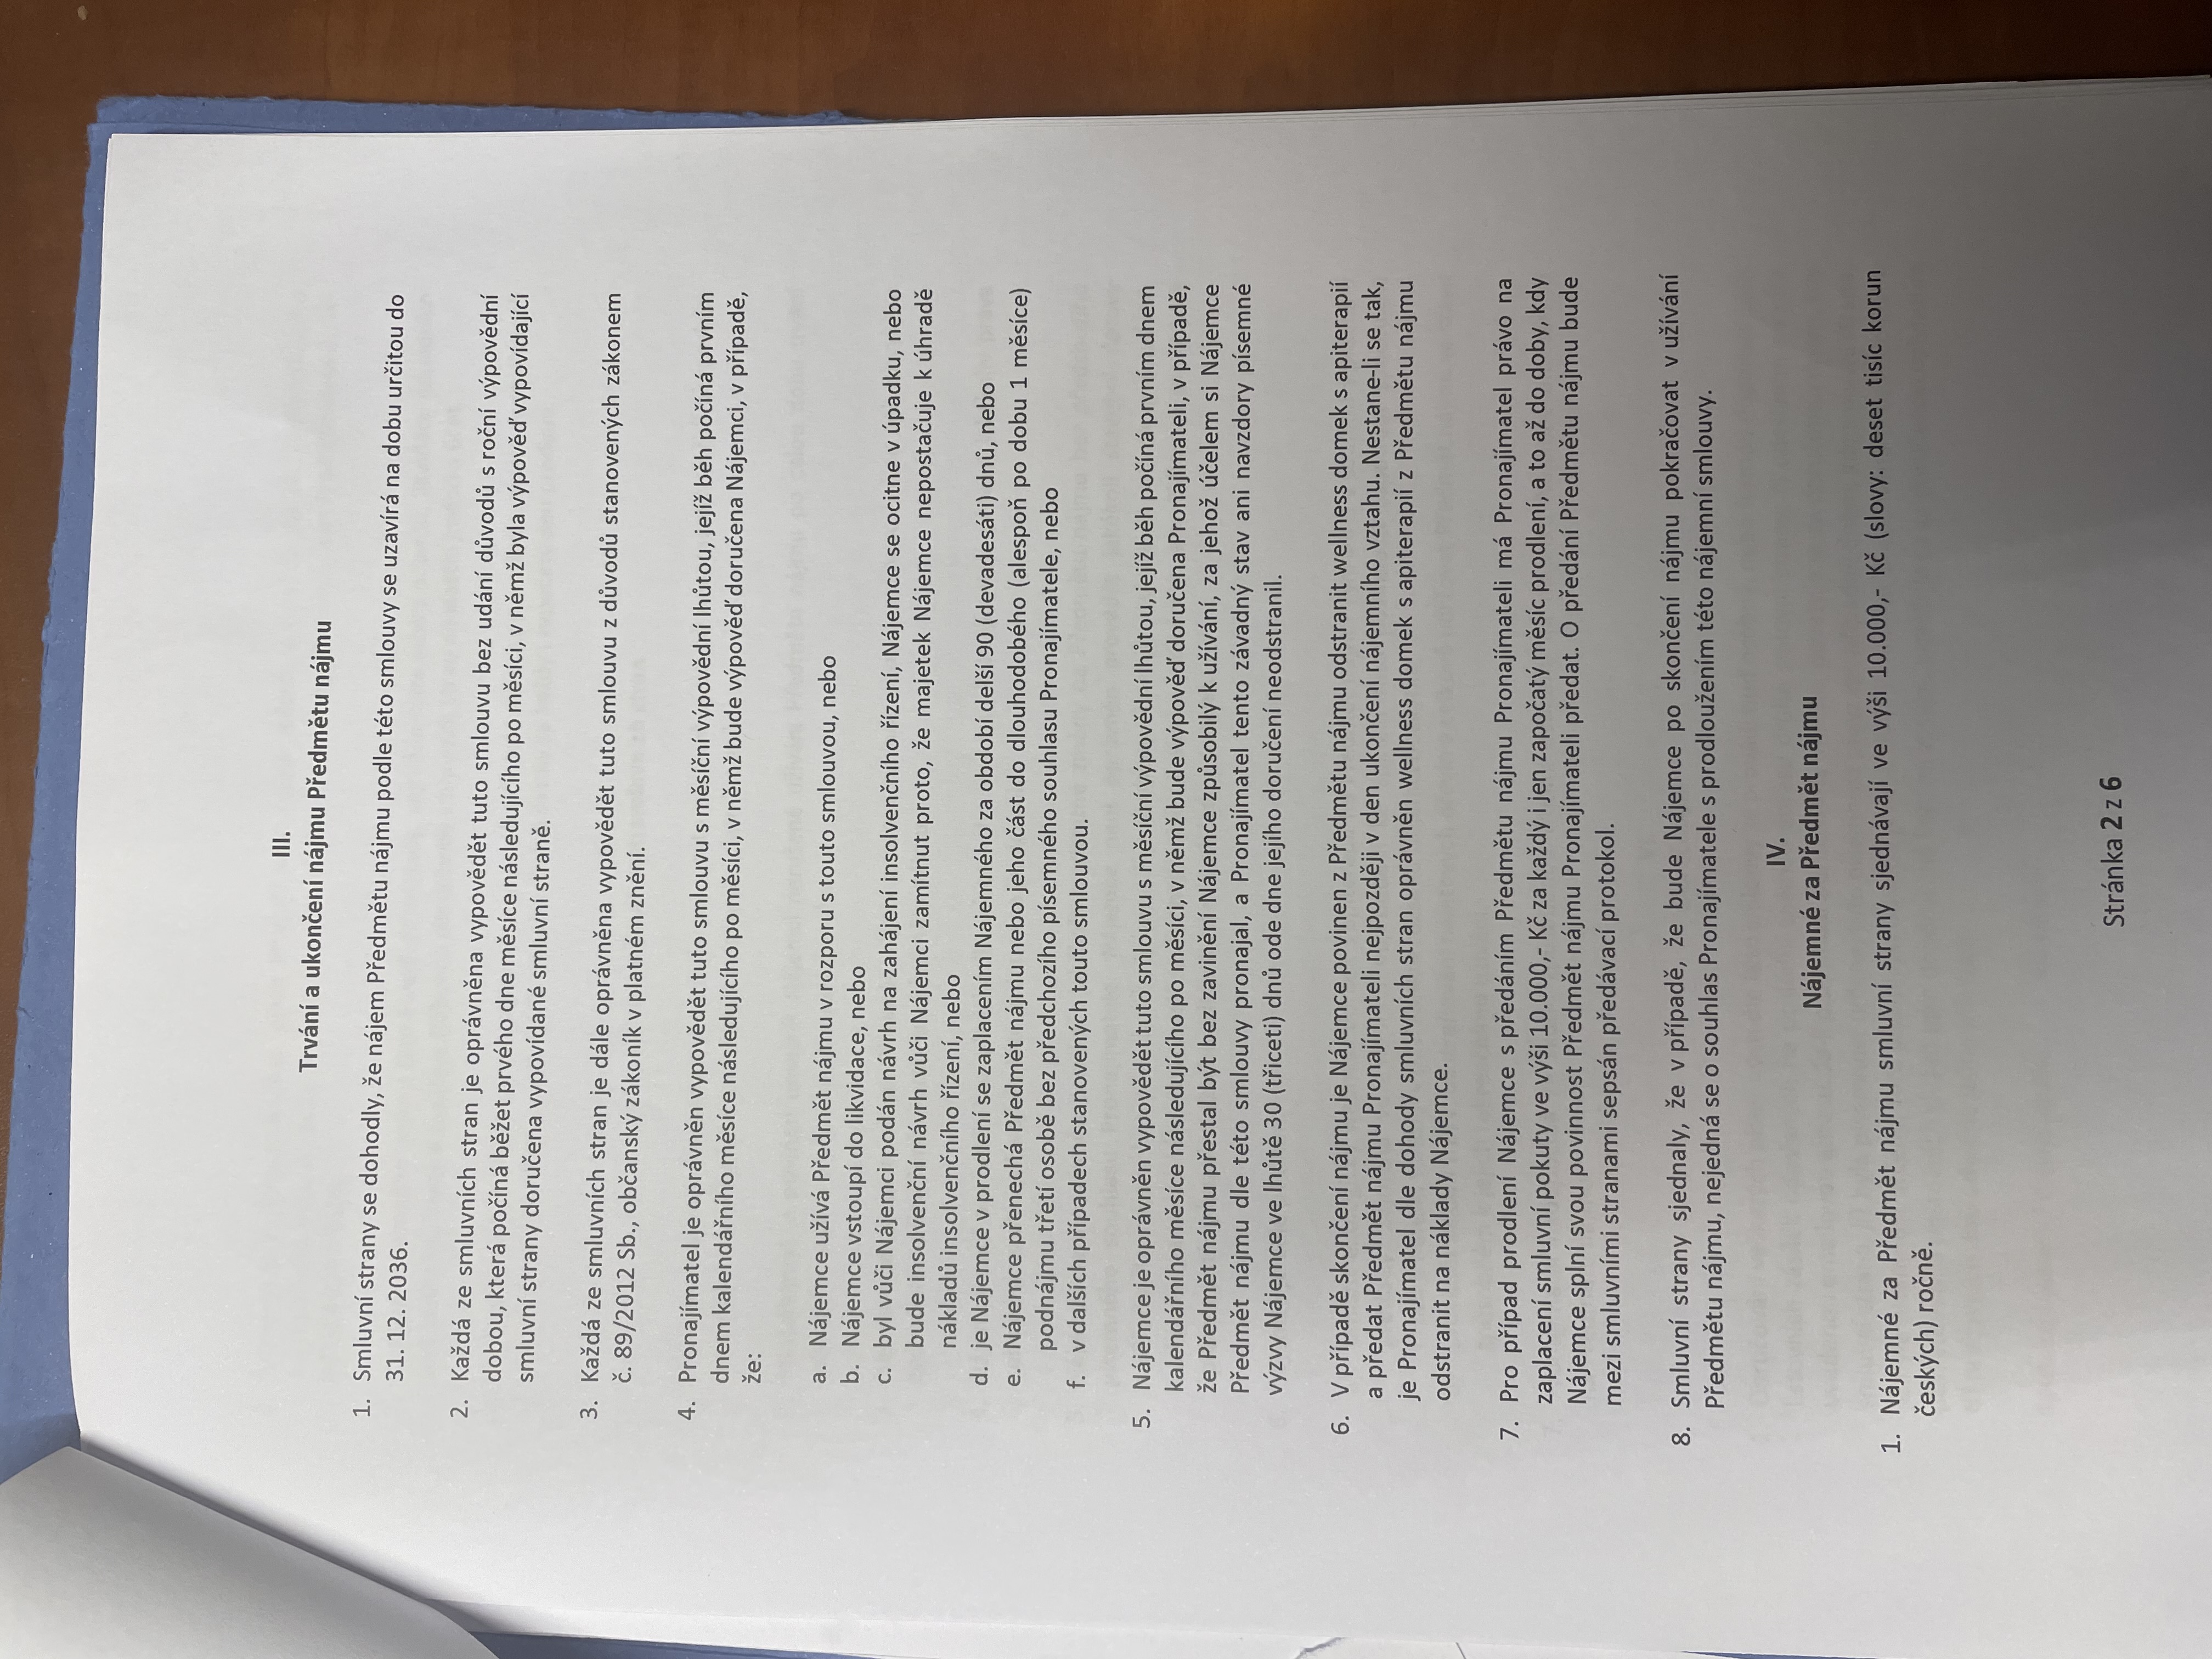 III.
Trvání a ukončení nájmu Předmětu nájmu
1. Smluvní strany se dohodly, že nájem Předmětu nájmu podle této smlouvy se uzavírá na dobu určitou do
31. 12. 2036.
2. Každá ze smluvních stran je oprávněna vypovědět tuto smlouvu bez udání důvodů s roční výpovědní
dobou, která počíná běžet prvého dne měsíce následujícího po měsíci, v němž byla výpověď vypovídající
smluvní strany doručena vypovídané smluvní straně.
3. Každá ze smluvních stran je dále oprávněna vypovědět tuto smlouvu z důvodů stanovených zákonem
č. 89/2012 Sb., občanský zákoník v platném znění.
4. Pronajímatel je oprávněn vypovědět tuto smlouvu s měsíční výpovědní lhůtou, jejíž běh počíná prvním
dnem kalendářního měsíce následujícího po měsíci, v němž bude výpověď doručena Nájemci, v případě,
že:
a. Nájemce užívá Předmět nájmu v rozporu s touto smlouvou, nebo
b. Nájemce vstoupí do likvidace, nebo
c. byl vůči Nájemci podán návrh na zahájení insolvenčního řízení, Nájemce se ocitne v úpadku, nebo
bude insolvenční návrh vůči Nájemci zamítnut proto, že majetek Nájemce nepostačuje k úhradě
nákladů insolvenčního řízení, nebo
d. je Nájemce v prodlení se zaplacením Nájemného za období delší 90 (devadesáti) dnů, nebo
e. Nájemce přenechá Předmět nájmu nebo jeho část do dlouhodobého (alespoň po dobu 1 měsíce)
podnájmu třetí osobě bez předchozího písemného souhlasu Pronajímatele, nebo
f. v dalších případech stanovených touto smlouvou.
5. Nájemce je oprávněn vypovědět tuto smlouvu s měsíční výpovědní lhůtou, jejíž běh počíná prvním dnem
kalendářního měsíce následujícího po měsíci, v němž bude výpověď doručena Pronajímateli, v případě,
že Předmět nájmu přestal být bez zavinění Nájemce způsobilý k užívání, za jehož účelem si Nájemce
Předmět nájmu dle této smlouvy pronajal, a Pronajímatel tento závadný stav ani navzdory písemné
výzvy Nájemce ve lhůtě 30 (třiceti) dnů ode dne jejího doručení neodstranil.
6. V případě skončení nájmu je Nájemce povinen z Předmětu nájmu odstranit wellness domek s apiterapií
a předat Předmět nájmu Pronajímateli nejpozději v den ukončení nájemního vztahu. Nestane-li se tak,
je Pronajímatel dle dohody smluvních stran oprávněn wellness domek s apiterapií z Předmětu nájmu
odstranit na náklady Nájemce.
7. Pro případ prodlení Nájemce s předáním Předmětu nájmu Pronajímateli má Pronajímatel právo na
zaplacení smluvní pokuty ve výši 10.000,- Kč za každý i jen započatý měsíc prodlení, a to až do doby, kdy
Nájemce splní svou povinnost Předmět nájmu Pronajímateli předat. O předání Předmětu nájmu bude
mezi smluvními stranami sepsán předávací protokol.
8. Smluvní strany sjednaly, že v případě, že bude Nájemce po skončení nájmu pokračovat v užívání
Předmětu nájmu, nejedná se o souhlas Pronajímatele s prodloužením této nájemní smlouvy.
IV.
Nájemné za Předmět nájmu
1. Nájemné za Předmět nájmu smluvní strany sjednávají ve výši 10.000,- Kč (slovy: deset tisíc korun
českých) ročně.
Stránka 2 z 6